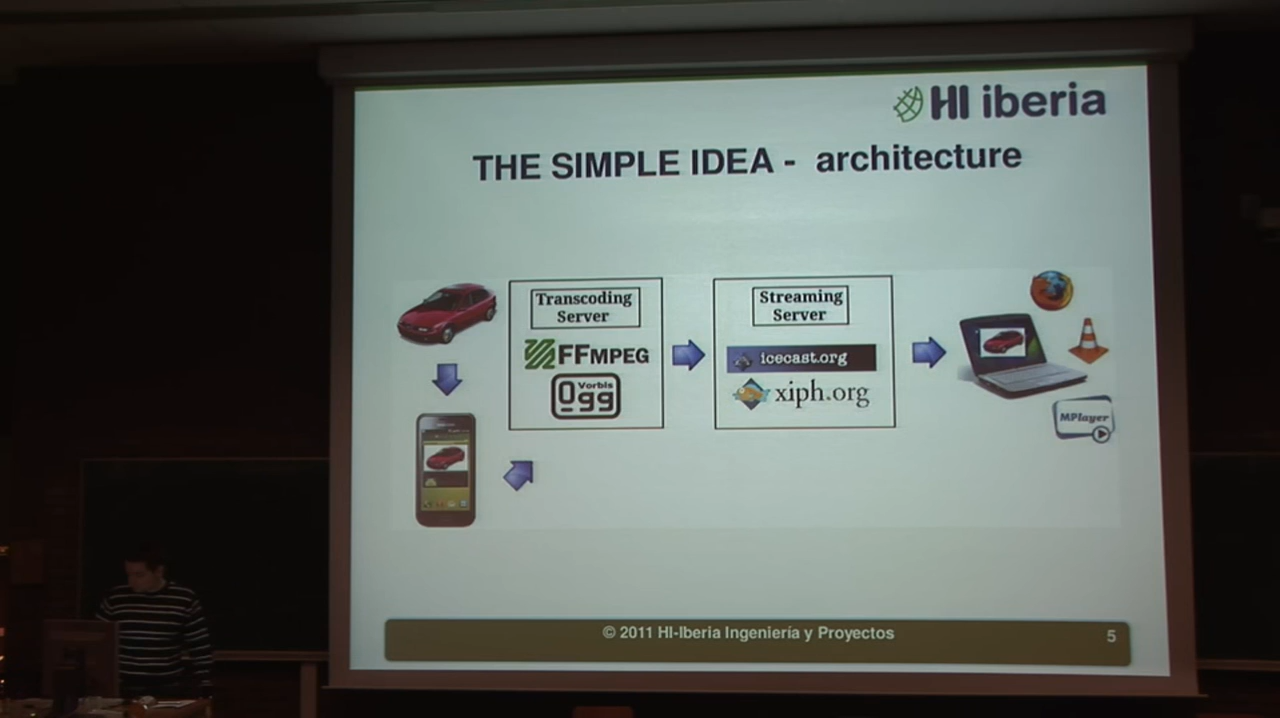 HI iberia
THE SIMPLE IDEA - architecture
Transcoding
Server
FFMPEG
Vorbis
Ogg
Streaming
Server
icecast.org
xiph.org
MPlayer
© 2011 HI-Iberia Ingeniería y Proyectos
5